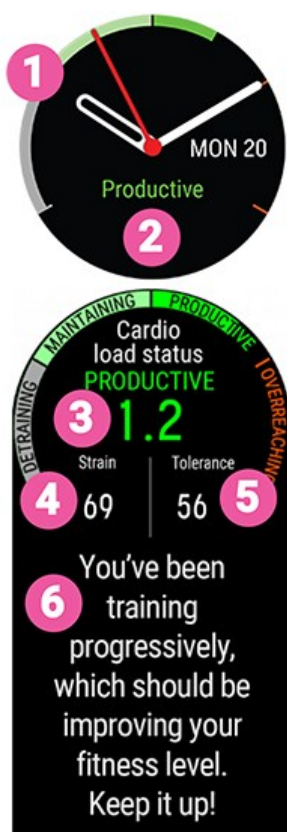 1
MON 20
Productive
2
DETRAINING
MAINTAINING
PRODUCTIVE
OVERREACHING
Cardio
load status
PRODUCTIVE
3
1.2
Strain
Tolerance
4
69
56
5
6
You've been
training
progressively,
which should be
improving your
fitness level.
Keep it up!